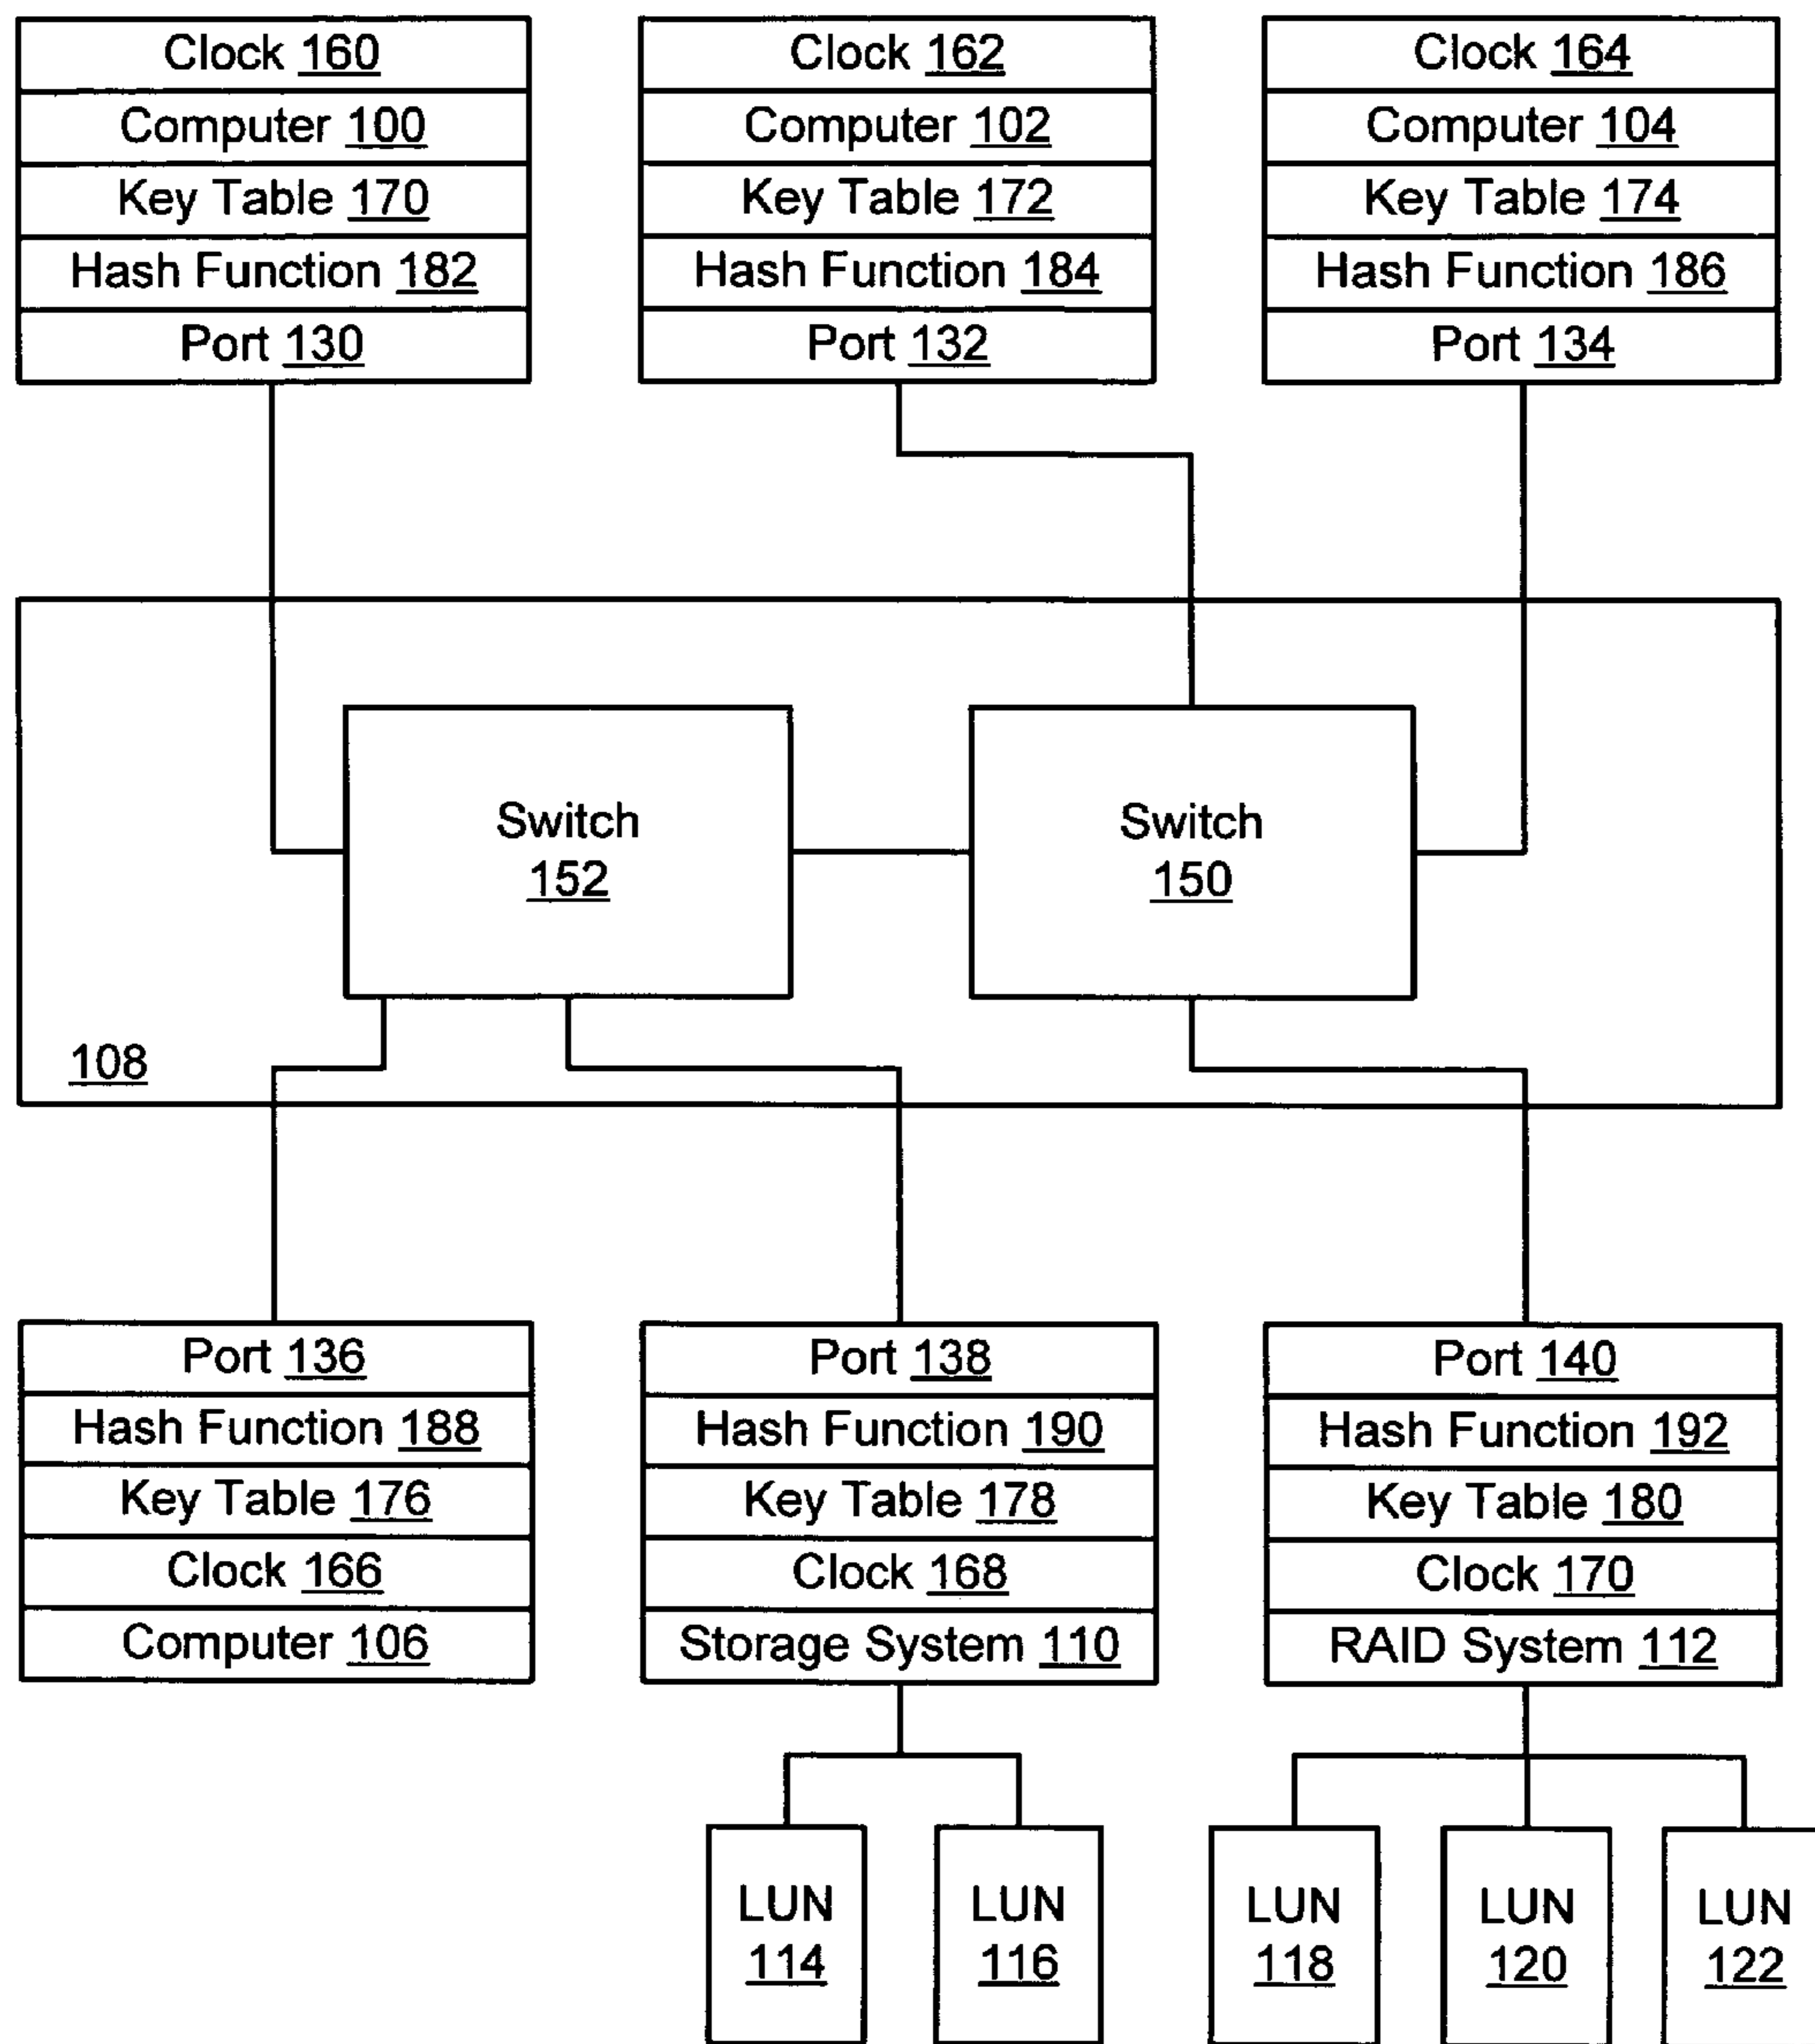 Clock 160
Computer 100
Key Table 170
Hash Function 182
Port 130
Clock 162
Computer 102
Key Table 172
Hash Function 184
Port 132
Clock 164
Computer 104
Key Table 174
Hash Function 186
Port 134
Switch
152
Switch
150
108
Port 136
Hash Function 188
Key Table 176
Clock 166
Computer 106
Port 138
Hash Function 190
Key Table 178
Clock 168
Storage System 110
Port 140
Hash Function 192
Key Table 180
Clock 170
RAID System 112
LUN
114
LUN
116
LUN
118
LUN
120
LUN
122